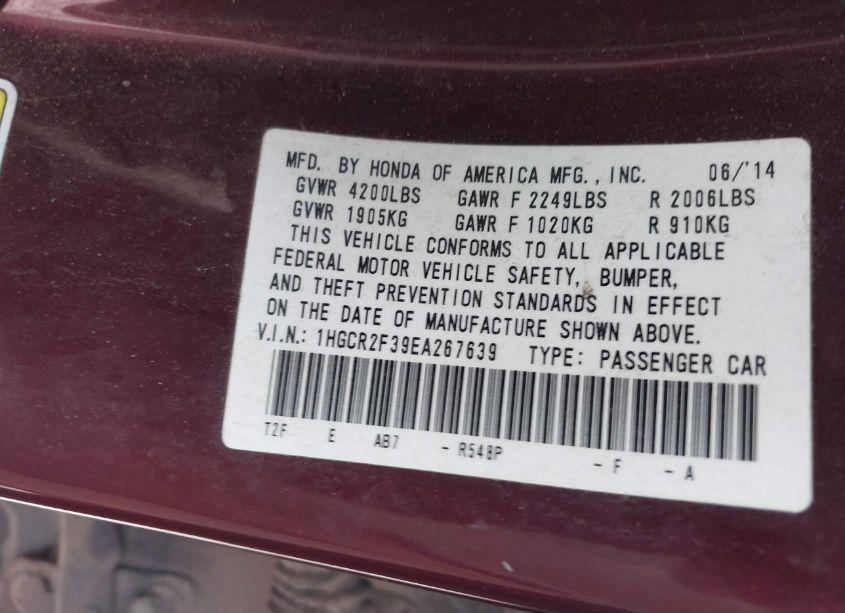 MFD. BY HONDA OF AMERICA MFG., INC. 06/'14
GVWR 4200LBS GAWR F 2249LBS R 2006LBS
GVWR 1905KG GAWR F 1020KG R 910KG
THIS VEHICLE CONFORMS TO ALL APPLICABLE
FEDERAL MOTOR VEHICLE SAFETY, BUMPER,
AND THEFT PREVENTION STANDARDS IN EFFECT
ON THE DATE OF MANUFACTURE SHOWN ABOVE.
V.I.N.: 1HGCR2F39EA267639 TYPE: PASSENGER CAR
T2F E AB7 - R548P - F - A